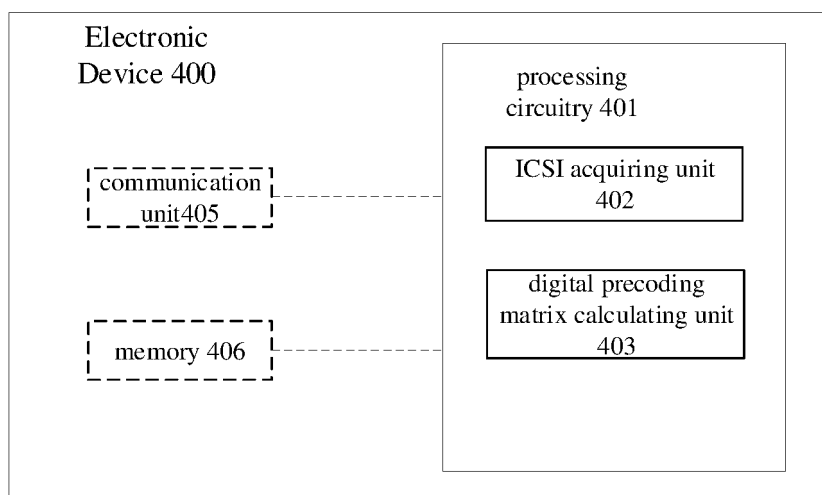 Electronic
Device 400
processing
circuitry 401
communication
unit405
ICSI acquiring unit
402
digital precoding
matrix calculating unit
403
memory 406